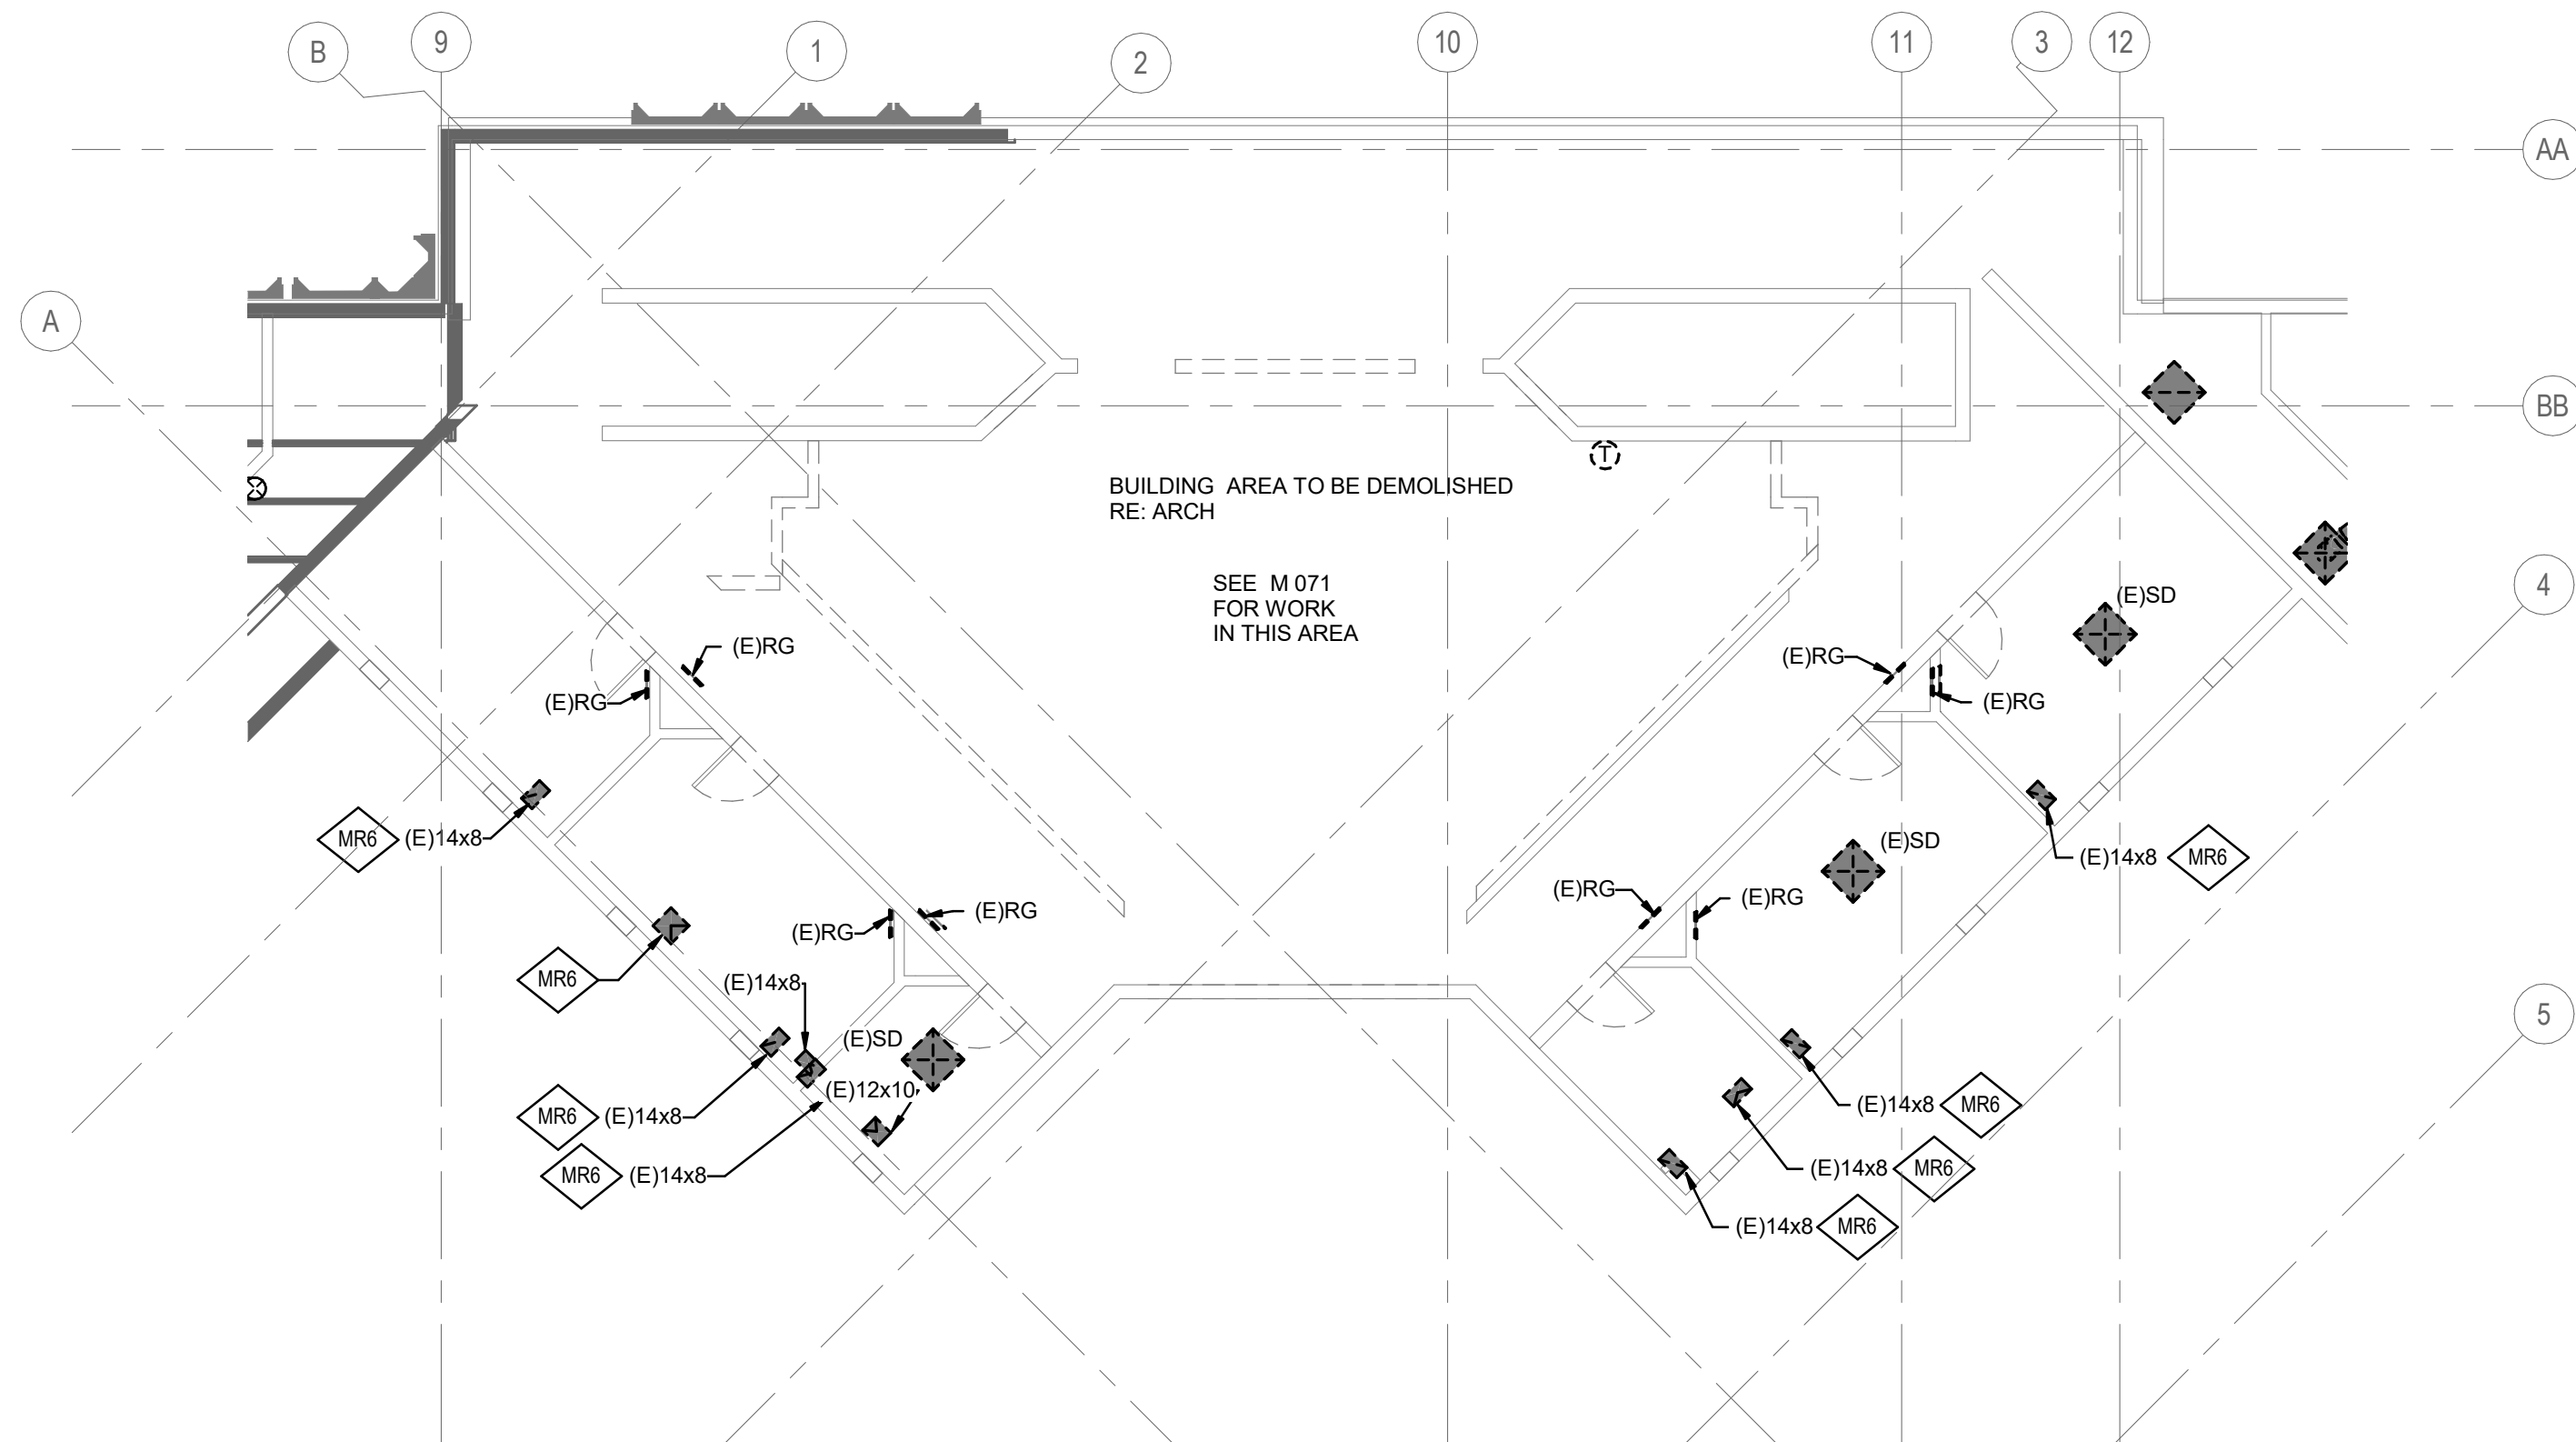 B
9
1
2
10
11
3
12
AA
A
BB
T
BUILDING AREA TO BE DEMOLISHED
RE: ARCH
SEE M 071
FOR WORK
IN THIS AREA
4
(E)SD
(E)RG
(E)RG
(E)RG
(E)RG
MR6 (E)14x8
(E)SD
(E)14x8 MR6
(E)RG
(E)RG
(E)RG
(E)RG
MR6
(E)14x8
5
(E)SD
(E)12x10
MR6 (E)14x8
(E)14x8 MR6
MR6 (E)14x8
(E)14x8 MR6
(E)14x8 MR6